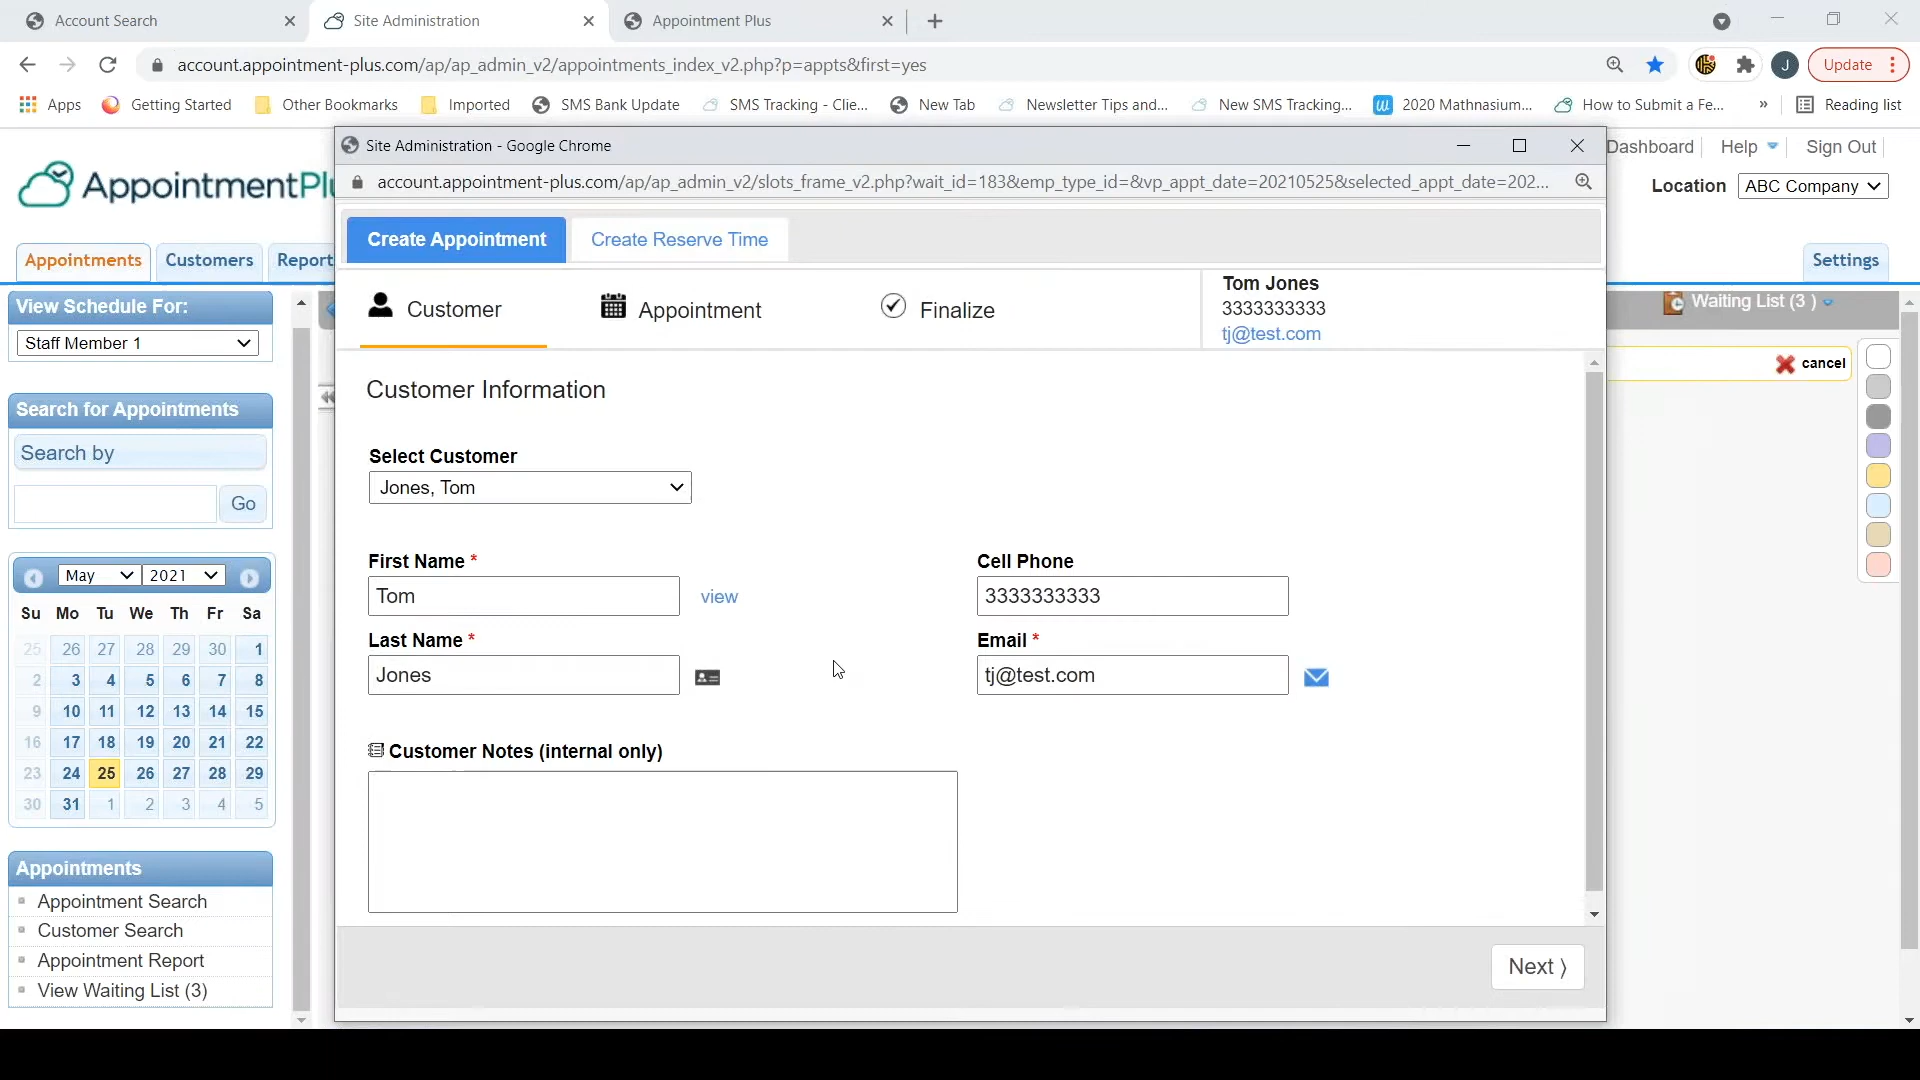 Account Search
Site Administration
Appointment Plus
account.appointment-plus.com/ap/ap_admin_v2/appointments_index_v2.php?p=appts&first=yes
J
Update
Apps
Getting Started
Other Bookmarks
Imported
SMS Bank Update
SMS Tracking - Clie...
New Tab
Newsletter Tips and...
New SMS Tracking...
2020 Mathnasium...
How to Submit a Fe...
»
Reading list
Site Administration - Google Chrome
account.appointment-plus.com/ap/ap_admin_v2/slots_frame_v2.php?wait_id=183&emp_type_id=&vp_appt_date=20210525&selected_appt_date=202...
AppointmentPlu
Dashboard
Help
Sign Out
Location
ABC Company
Appointments
Customers
Report
Settings
Create Appointment
Create Reserve Time
Customer
Appointment
Finalize
Tom Jones
3333333333
tj@test.com
Waiting List (3 )
cancel
View Schedule For:
Staff Member 1
Search for Appointments
Search by
Go
May
2021
Su Mo Tu We Th Fr Sa
25 26 27 28 29 30 1
2 3 4 5 6 7 8
9 10 11 12 13 14 15
16 17 18 19 20 21 22
23 24 25 26 27 28 29
30 31 1 2 3 4 5
Appointments
Appointment Search
Customer Search
Appointment Report
View Waiting List (3)
Customer Information
Select Customer
Jones, Tom
First Name *
Tom
view
Cell Phone
3333333333
Last Name *
Jones
Email *
tj@test.com
Customer Notes (internal only)
Next ⟩